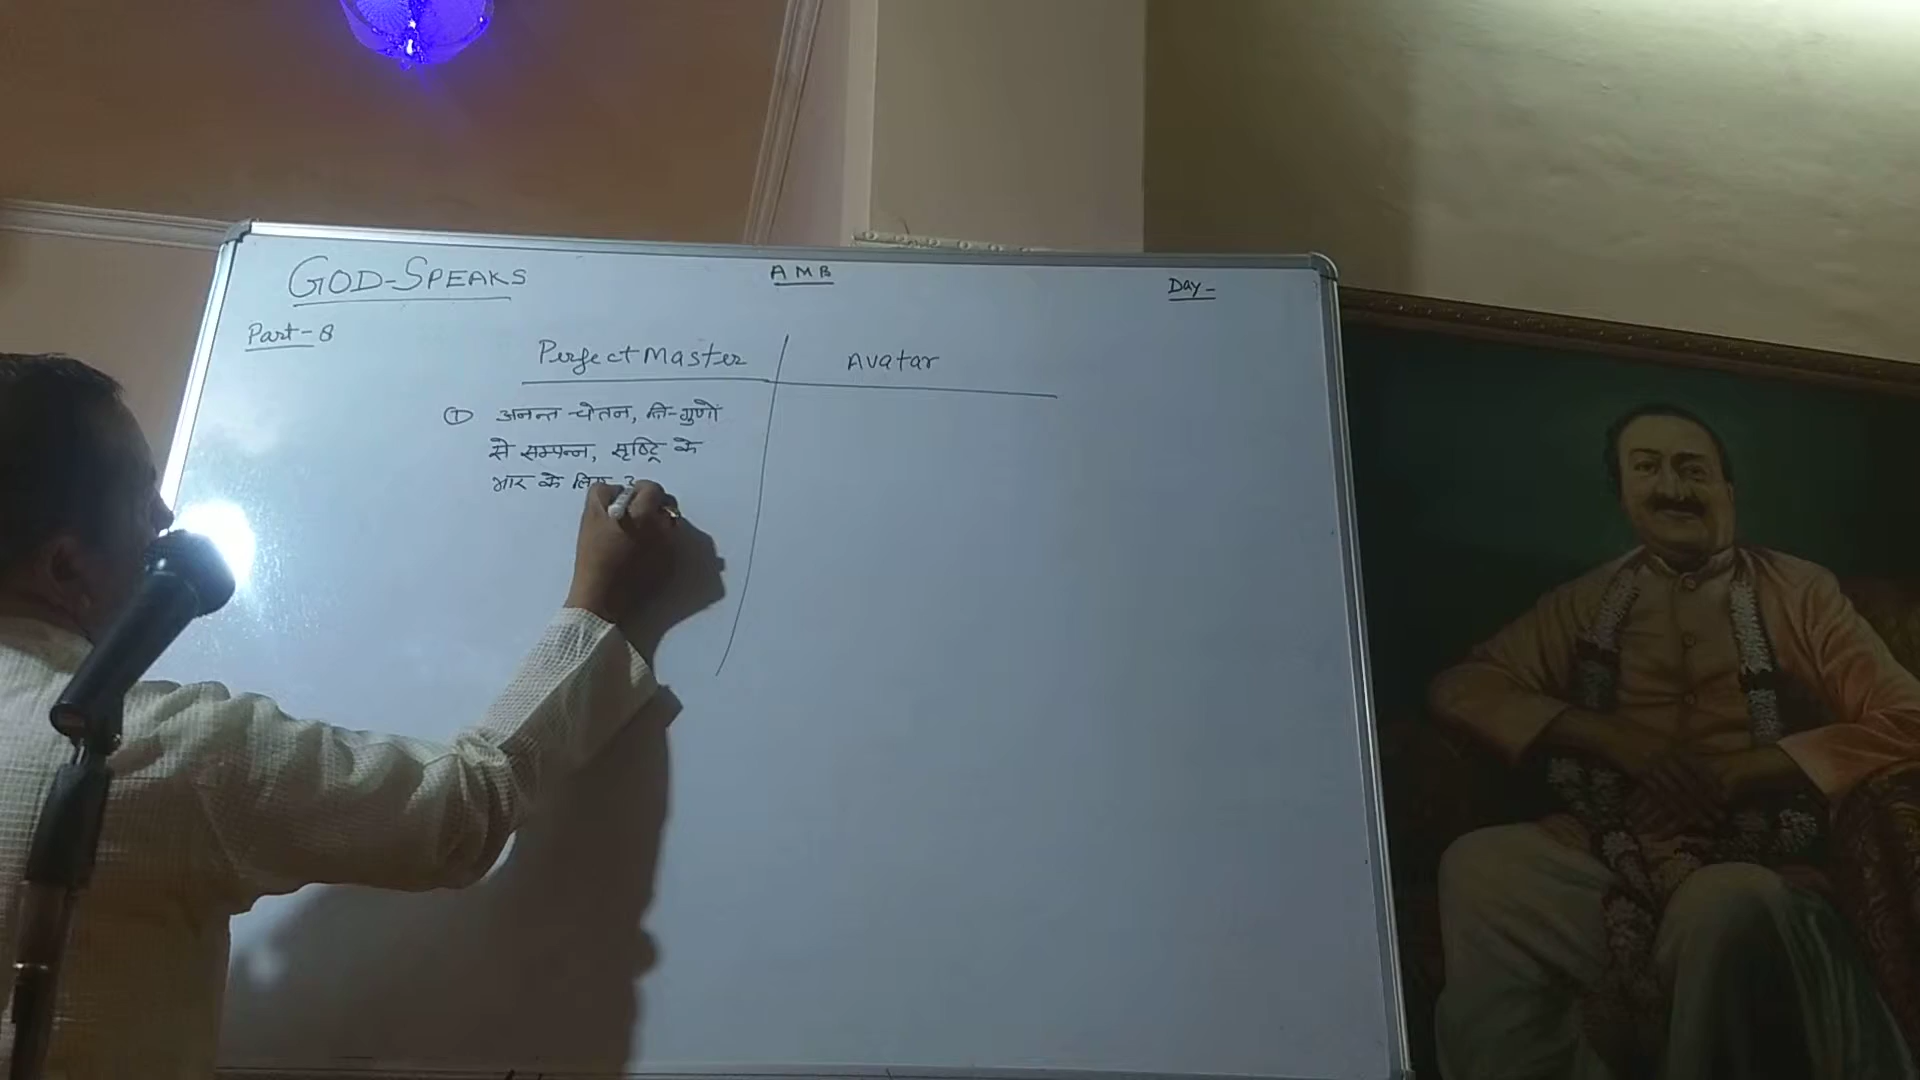 GOD-SPEAKS
AMB
Day-
Part-8
Perfect Master
Avatar
① अनन्त चेतन, त्रि-गुणों
से सम्पन्न, सृष्टि के
भार के लिए